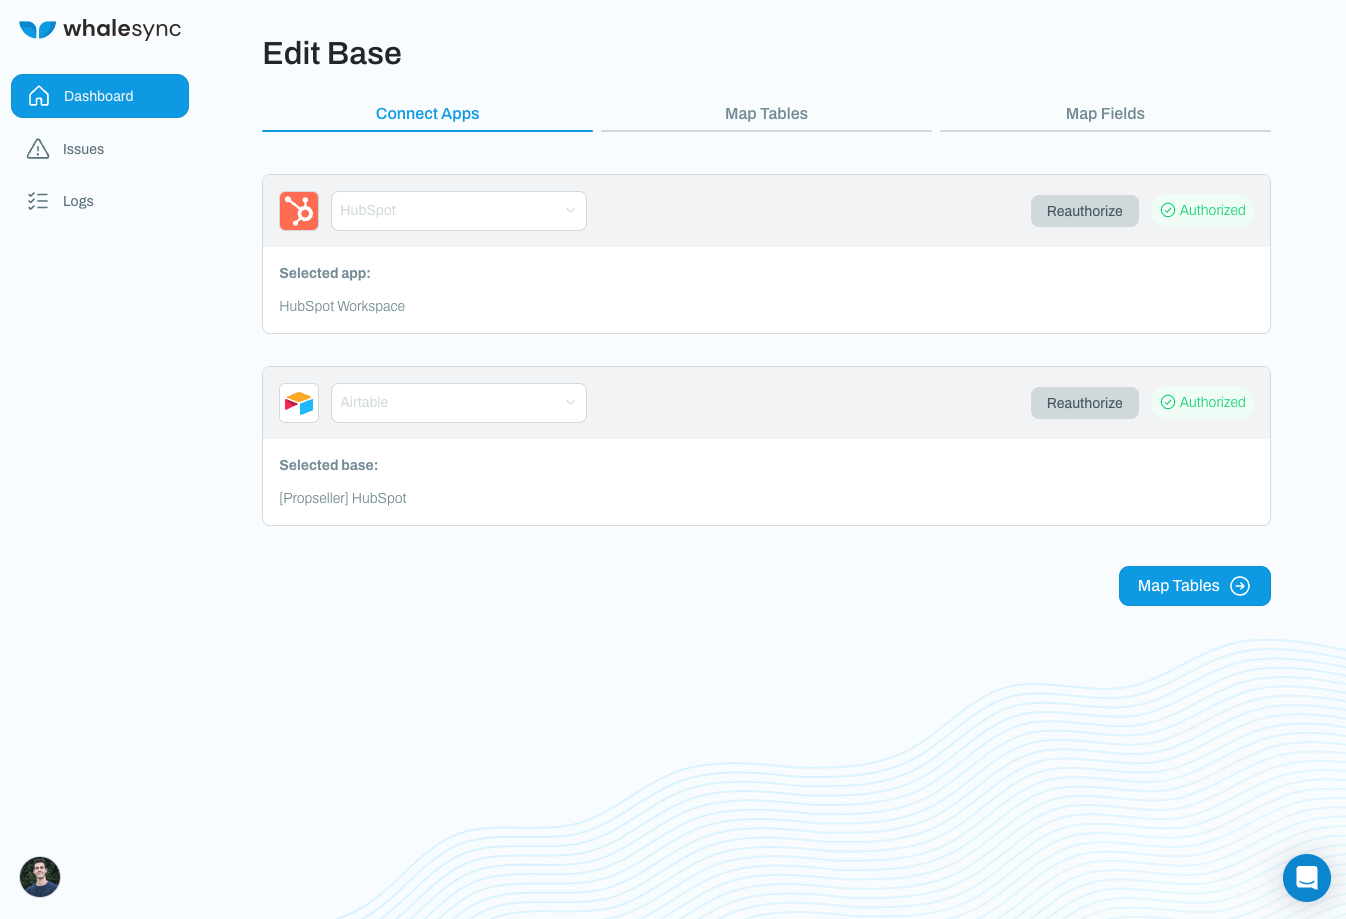 whalesync
Dashboard
Issues
Logs
Edit Base
Connect Apps
Map Tables
Map Fields
HubSpot
Reauthorize
Authorized
Selected app:
HubSpot Workspace
Airtable
Reauthorize
Authorized
Selected base:
[Propseller] HubSpot
Map Tables